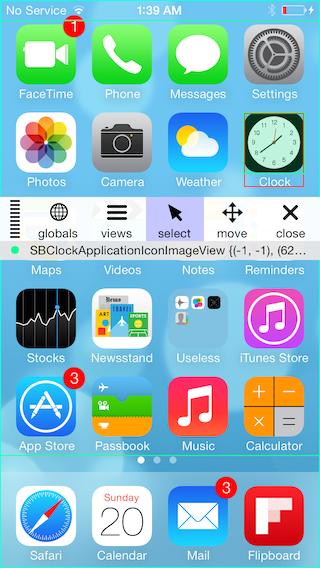 No Service 1:39 AM
1
FaceTime Phone Messages Settings
Photos Camera Weather Clock
globals views select move close
SBClockApplicationIconImageView {(-1, -1), (62...
Maps Videos Notes Reminders
Stocks Newsstand Useless iTunes Store
3
App Store Passbook Music Calculator
Sunday 3
20
Safari Calendar Mail Flipboard